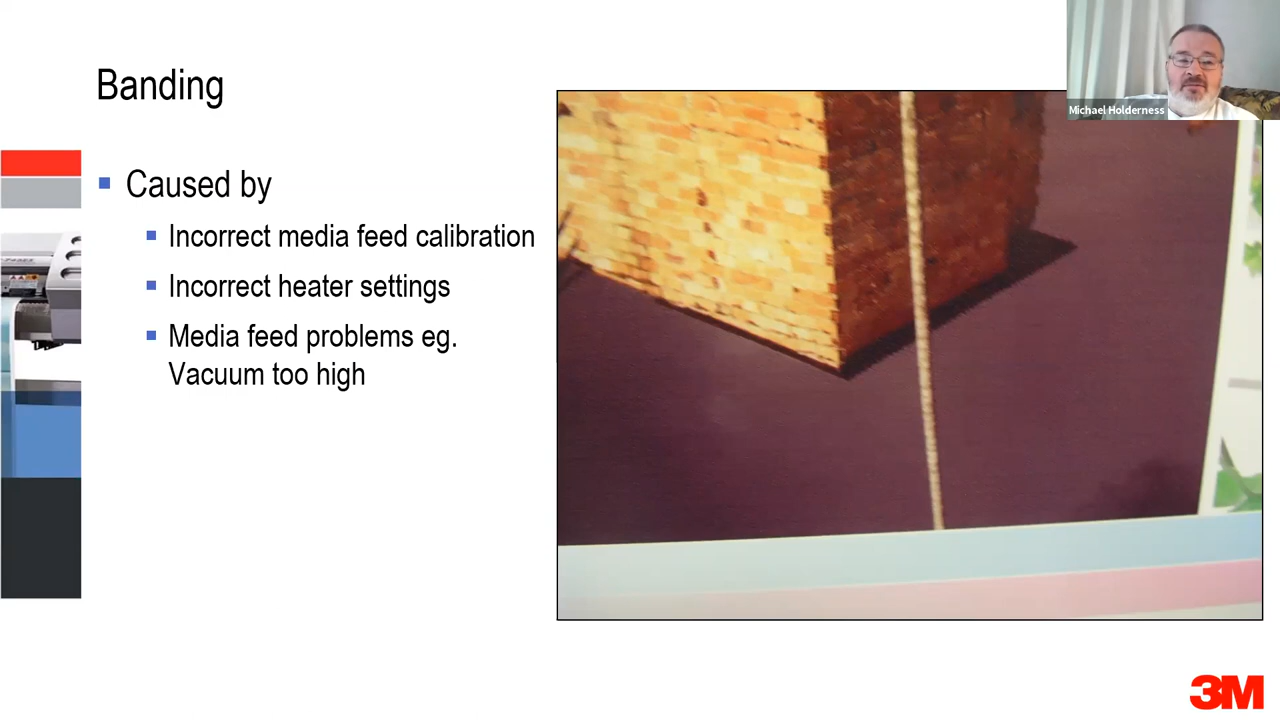 Banding
Michael Holderness
Caused by
Incorrect media feed calibration
Incorrect heater settings
Media feed problems eg.
Vacuum too high
3M